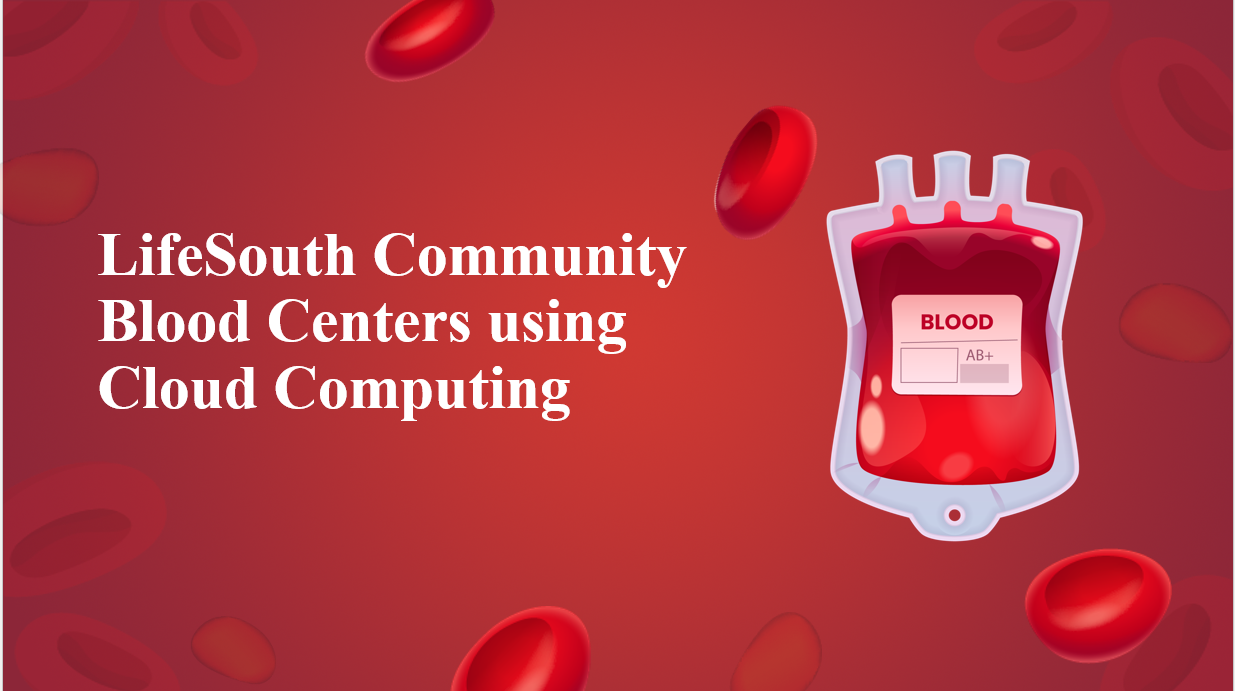 LifeSouth Community
Blood Centers using
Cloud Computing
BLOOD
AB+